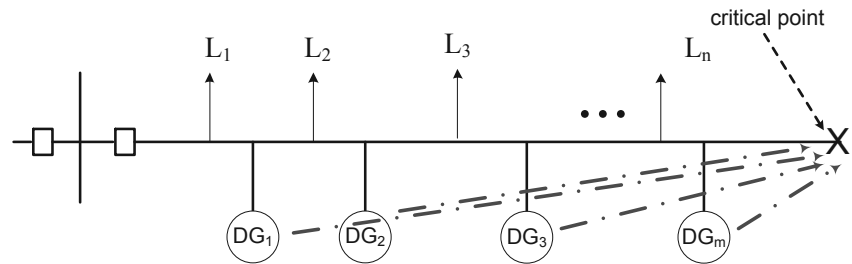 critical point
L1 L2 L3 Ln
...
X
DG1 DG2 DG3 DGm